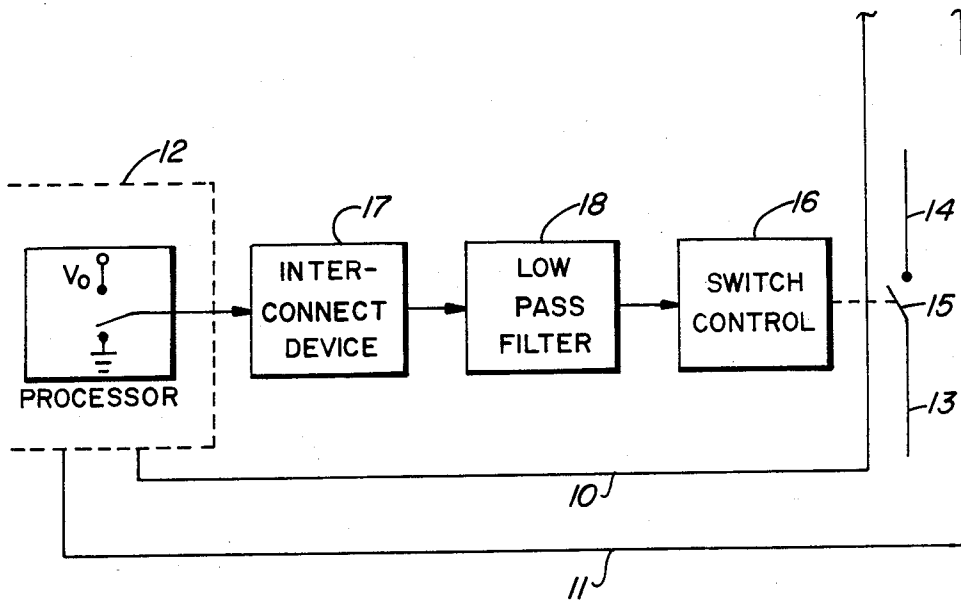 12
17
18
16
V0
INTER-
CONNECT
DEVICE
LOW
PASS
FILTER
SWITCH
CONTROL
14
15
13
PROCESSOR
10
11